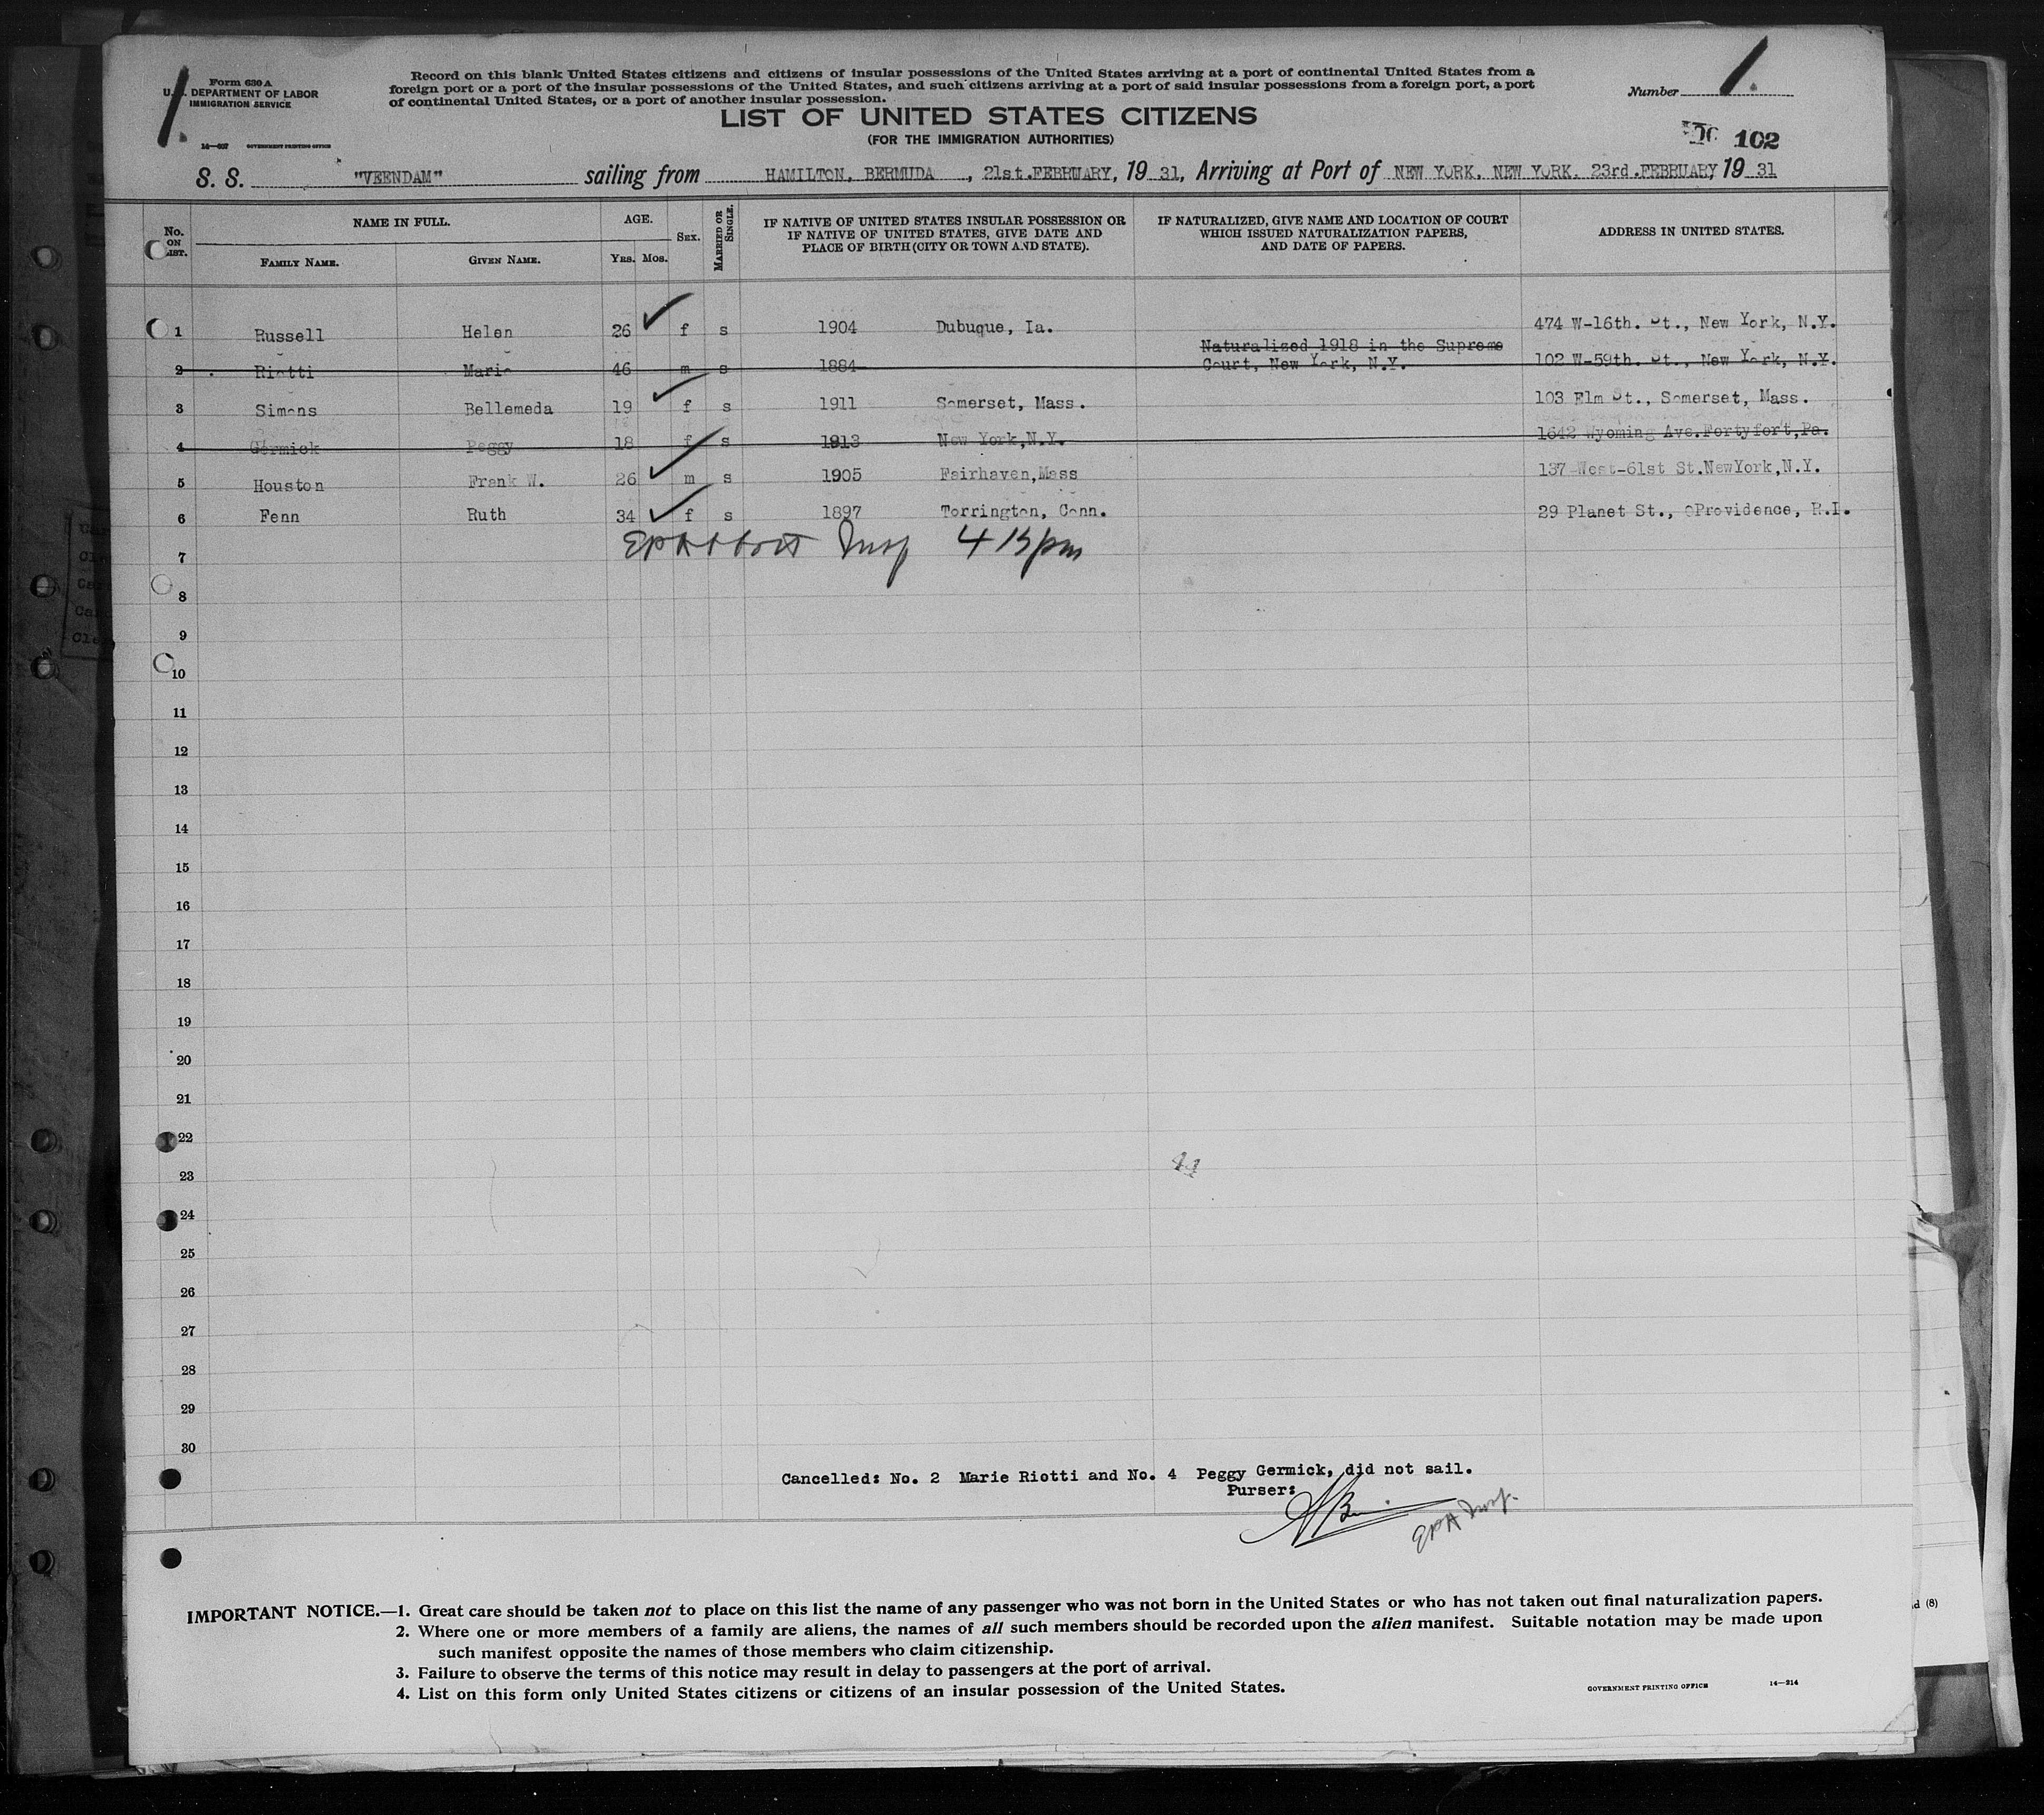 Form 630 A
U.S. DEPARTMENT OF LABOR
IMMIGRATION SERVICE
14—627 GOVERNMENT PRINTING OFFICE
1.
Record on this blank United States citizens and citizens of insular possessions of the United States arriving at a port of continental United States from a
foreign port or a port of the insular possessions of the United States, and such citizens arriving at a port of said insular possessions from a foreign port, a port
of continental United States, or a port of another insular possession.
Number 1.
LIST OF UNITED STATES CITIZENS
(FOR THE IMMIGRATION AUTHORITIES)
102
S. S. "VEENDAM" sailing from HAMILTON, BERMUDA , 21st.FEBRUARY, 19 31, Arriving at Port of NEW YORK, NEW YORK, 23rd.FEBRUARY, 19 31
No. ON LIST. NAME IN FULL. FAMILY NAME. GIVEN NAME. AGE. YRS. MOS. SEX. MARRIED OR SINGLE. IF NATIVE OF UNITED STATES INSULAR POSSESSION OR IF NATIVE OF UNITED STATES, GIVE DATE AND PLACE OF BIRTH (CITY OR TOWN AND STATE). IF NATURALIZED, GIVE NAME AND LOCATION OF COURT WHICH ISSUED NATURALIZATION PAPERS, AND DATE OF PAPERS. ADDRESS IN UNITED STATES.
1 Russell Helen 26 f s 1904 Dubuque, Ia. 474 W-16th. St., New York, N.Y.
2 Riotti Marie 46 m s 1884 Naturalized 1918 in the Supreme Court, New York, N.Y. 102 W-59th. St., New York, N.Y.
3 Simons Bellemeda 19 f s 1911 Somerset, Mass. 103 Elm St., Somerset, Mass.
4 Germick Peggy 18 f s 1913 New York,N.Y. 1642 Wyoming Ave.Fortyfort,Pa.
5 Houston Frank W. 26 m s 1905 Fairhaven,Mass 137 West-61st St.NewYork,N.Y.
6 Fenn Ruth 34 f s 1897 Torrington, Conn. 29 Planet St., Providence, R.I.
7 EPAbbott Insp 415pm
8
9
10
11
12
13
14
15
16
17
18
19
20
21
22
23
44
24
25
26
27
28
29
30
Cancelled: No. 2 Marie Riotti and No. 4 Peggy Germick, did not sail.
Purser:
EPA Insp.
IMPORTANT NOTICE.—1. Great care should be taken not to place on this list the name of any passenger who was not born in the United States or who has not taken out final naturalization papers.
2. Where one or more members of a family are aliens, the names of all such members should be recorded upon the alien manifest. Suitable notation may be made upon
such manifest opposite the names of those members who claim citizenship.
3. Failure to observe the terms of this notice may result in delay to passengers at the port of arrival.
4. List on this form only United States citizens or citizens of an insular possession of the United States.
GOVERNMENT PRINTING OFFICE 14—214